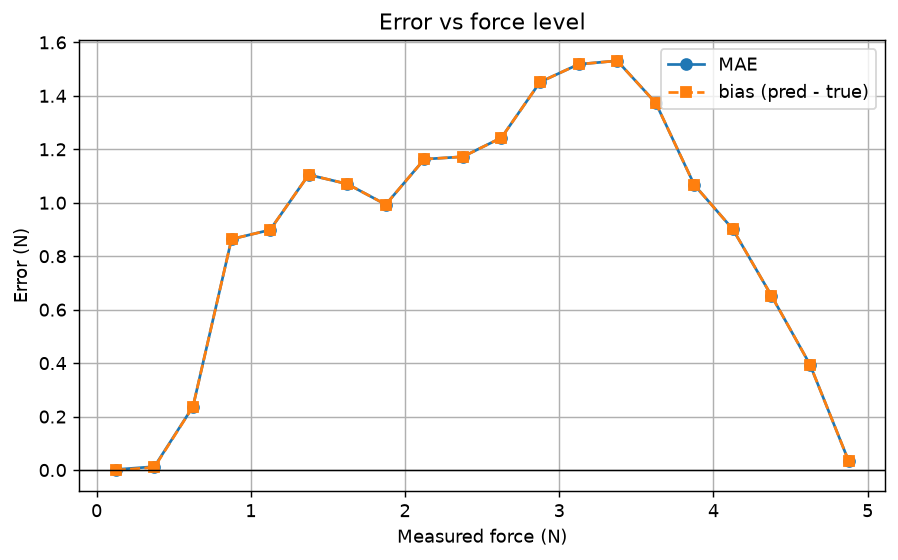 Error vs force level
MAE
bias (pred - true)
1.6
1.4
1.2
1.0
0.8
0.6
0.4
0.2
0.0
Error (N)
0 1 2 3 4 5
Measured force (N)